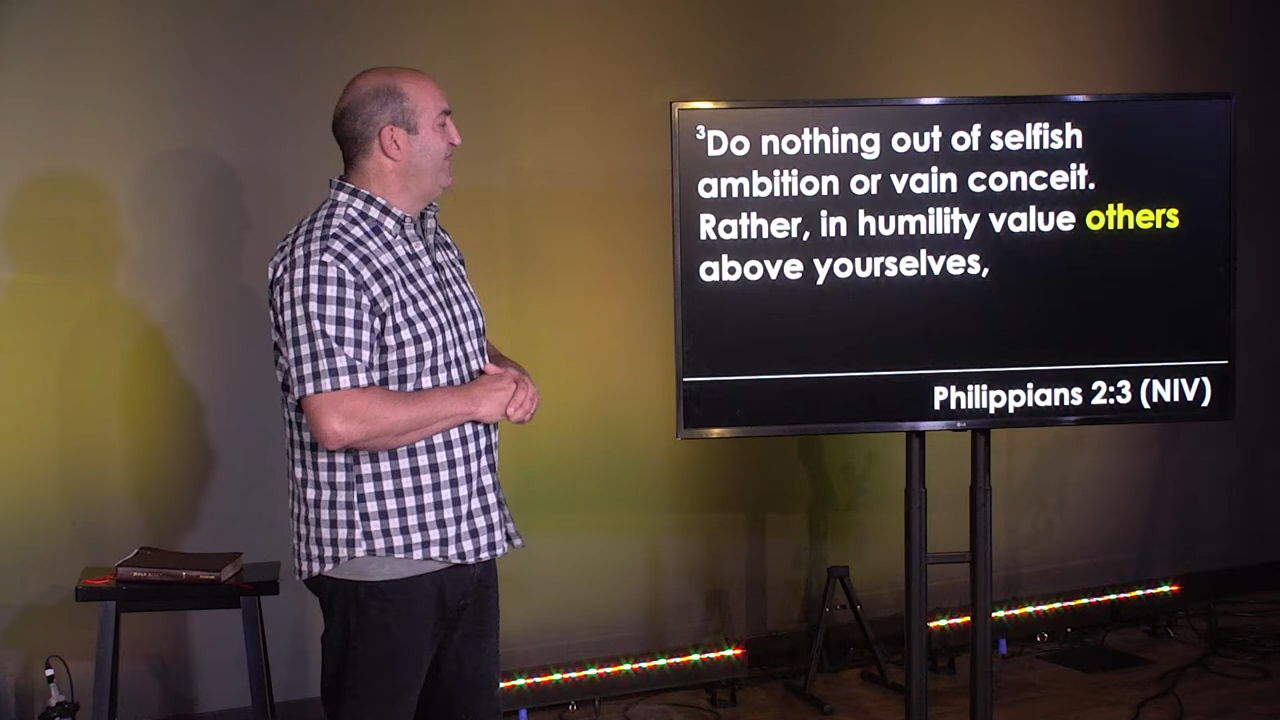 ³Do nothing out of selfish
ambition or vain conceit.
Rather, in humility value others
above yourselves,
Philippians 2:3 (NIV)
LG